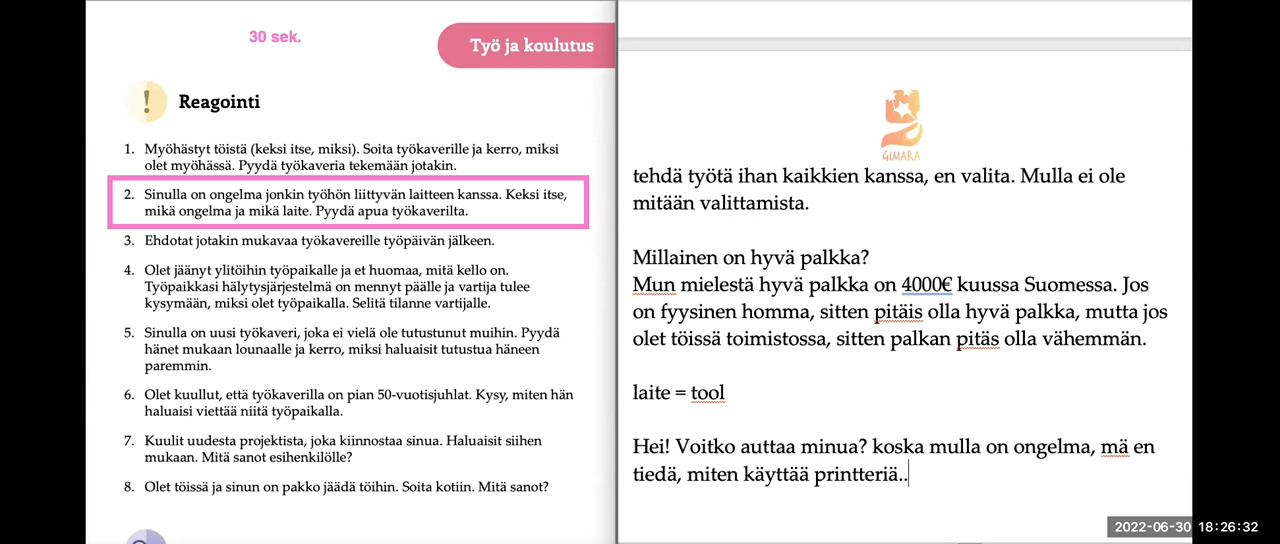 30 sek.
Työ ja koulutus
!
Reagointi
1. Myöhästyt töistä (keksi itse, miksi). Soita työkaverille ja kerro, miksi
olet myöhässä. Pyydä työkaveria tekemään jotakin.
2. Sinulla on ongelma jonkin työhön liittyvän laitteen kanssa. Keksi itse,
mikä ongelma ja mikä laite. Pyydä apua työkaverilta.
3. Ehdotat jotakin mukavaa työkavereille työpäivän jälkeen.
4. Olet jäänyt ylitöihin työpaikalle ja et huomaa, mitä kello on.
Työpaikkasi hälytysjärjestelmä on mennyt päälle ja vartija tulee
kysymään, miksi olet työpaikalla. Selitä tilanne vartijalle.
5. Sinulla on uusi työkaveri, joka ei vielä ole tutustunut muihin. Pyydä
hänet mukaan lounaalle ja kerro, miksi haluaisit tutustua häneen
paremmin.
6. Olet kuullut, että työkaverilla on pian 50-vuotisjuhlat. Kysy, miten hän
haluaisi viettää niitä työpaikalla.
7. Kuulit uudesta projektista, joka kiinnostaa sinua. Haluaisit siihen
mukaan. Mitä sanot esihenkilölle?
8. Olet töissä ja sinun on pakko jäädä töihin. Soita kotiin. Mitä sanot?
GIMARA
tehdä työtä ihan kaikkien kanssa, en valita. Mulla ei ole
mitään valittamista.
Millainen on hyvä palkka?
Mun mielestä hyvä palkka on 4000€ kuussa Suomessa. Jos
on fyysinen homma, sitten pitäis olla hyvä palkka, mutta jos
olet töissä toimistossa, sitten palkan pitäs olla vähemmän.
laite = tool
Hei! Voitko auttaa minua? koska mulla on ongelma, mä en
tiedä, miten käyttää printteriä..
2022-06-30 18:26:32